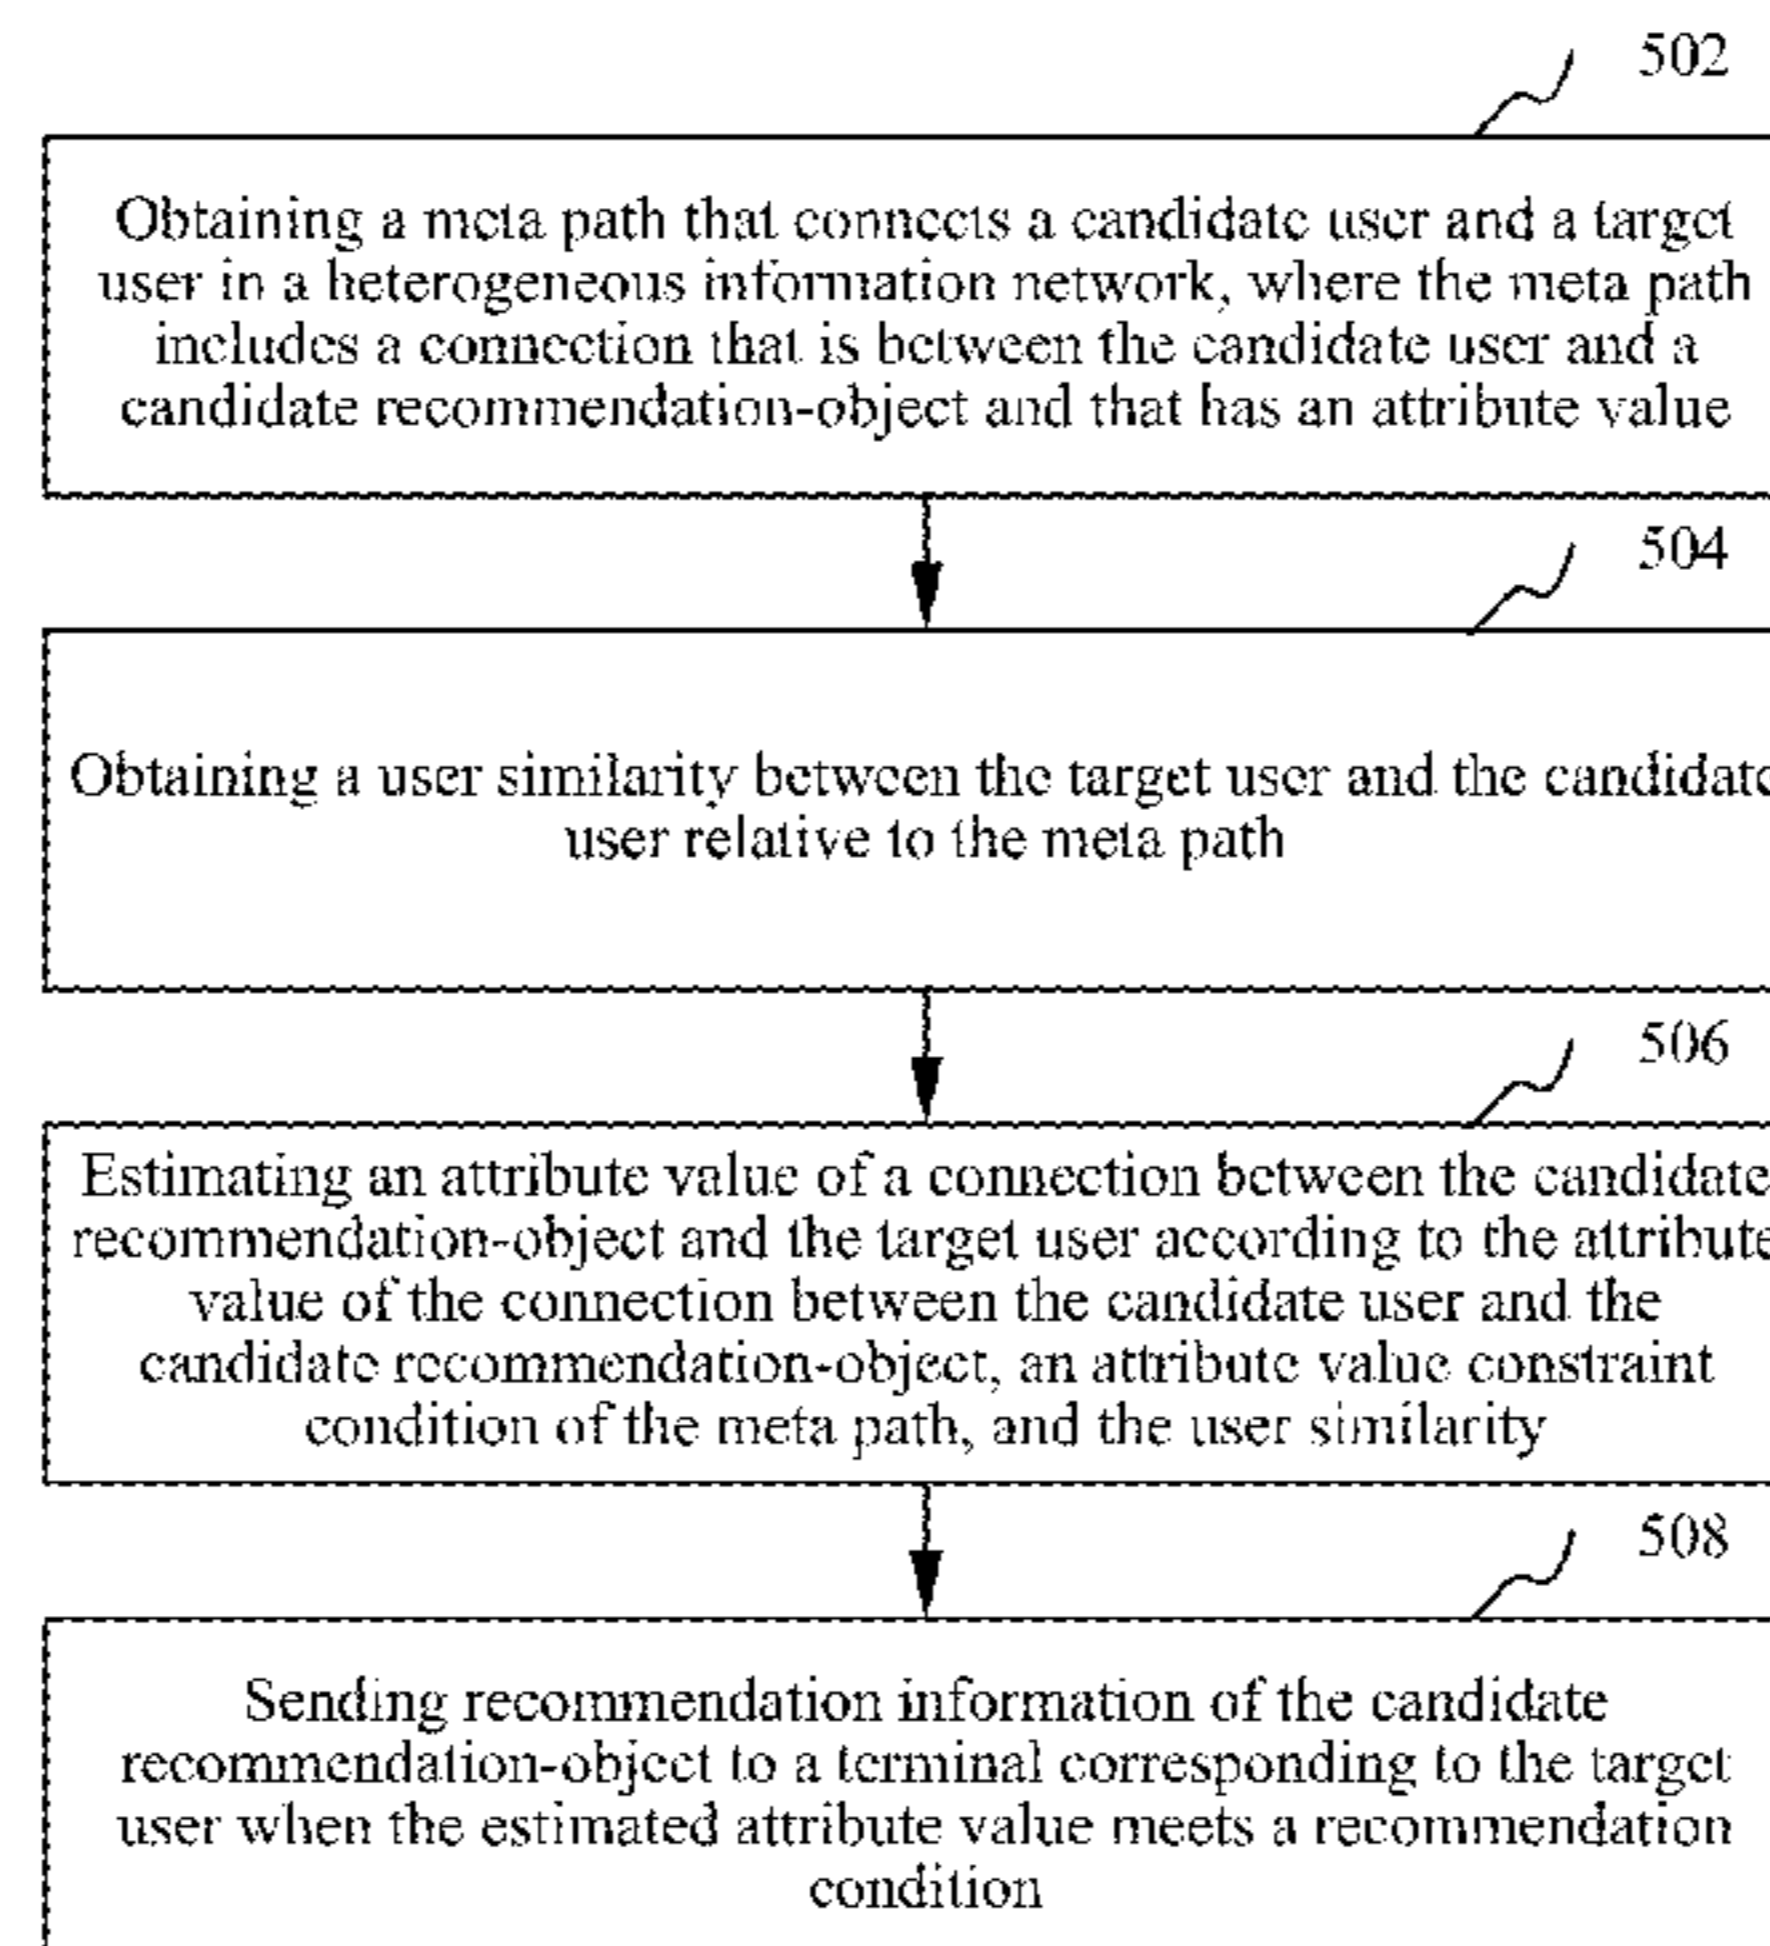 502
Obtaining a meta path that connects a candidate user and a target
user in a heterogeneous information network, where the meta path
includes a connection that is between the candidate user and a
candidate recommendation-object and that has an attribute value
504
Obtaining a user similarity between the target user and the candidate
user relative to the meta path
506
Estimating an attribute value of a connection between the candidate
recommendation-object and the target user according to the attribute
value of the connection between the candidate user and the
candidate recommendation-object, an attribute value constraint
condition of the meta path, and the user similarity
508
Sending recommendation information of the candidate
recommendation-object to a terminal corresponding to the target
user when the estimated attribute value meets a recommendation
condition